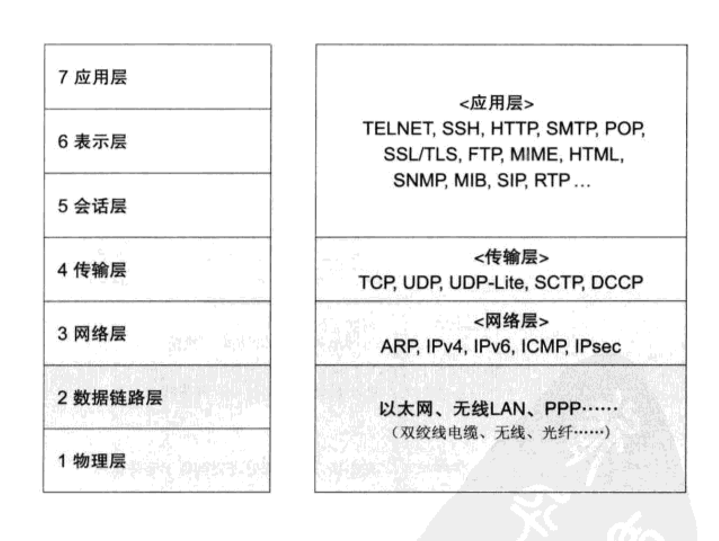 7 应用层
6 表示层
5 会话层
4 传输层
3 网络层
2 数据链路层
1 物理层
<应用层>
TELNET, SSH, HTTP, SMTP, POP,
SSL/TLS, FTP, MIME, HTML,
SNMP, MIB, SIP, RTP …
<传输层>
TCP, UDP, UDP-Lite, SCTP, DCCP
<网络层>
ARP, IPv4, IPv6, ICMP, IPsec
以太网、无线LAN、PPP……
（双绞线电缆、无线、光纤……）